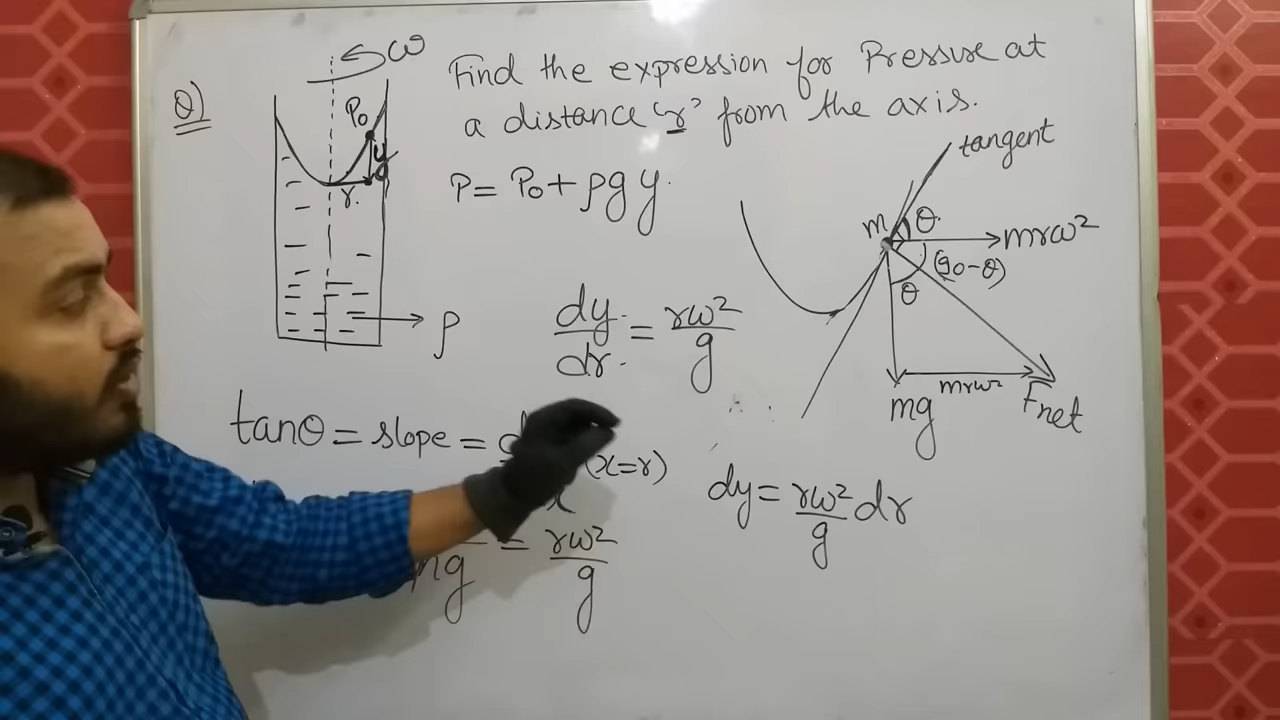 Q)
ω
P₀
y
r.
ρ
Find the expression for Pressure at
a distance 'r' from the axis.
P = P₀ + ρgy.
dy/dr = rω²/g
tanθ = slope =
(x=r)
= rω²/g
tangent
m
θ
mrω²
(90-θ)
θ
mrω²
mg
Fnet
dy = rω²/g dr